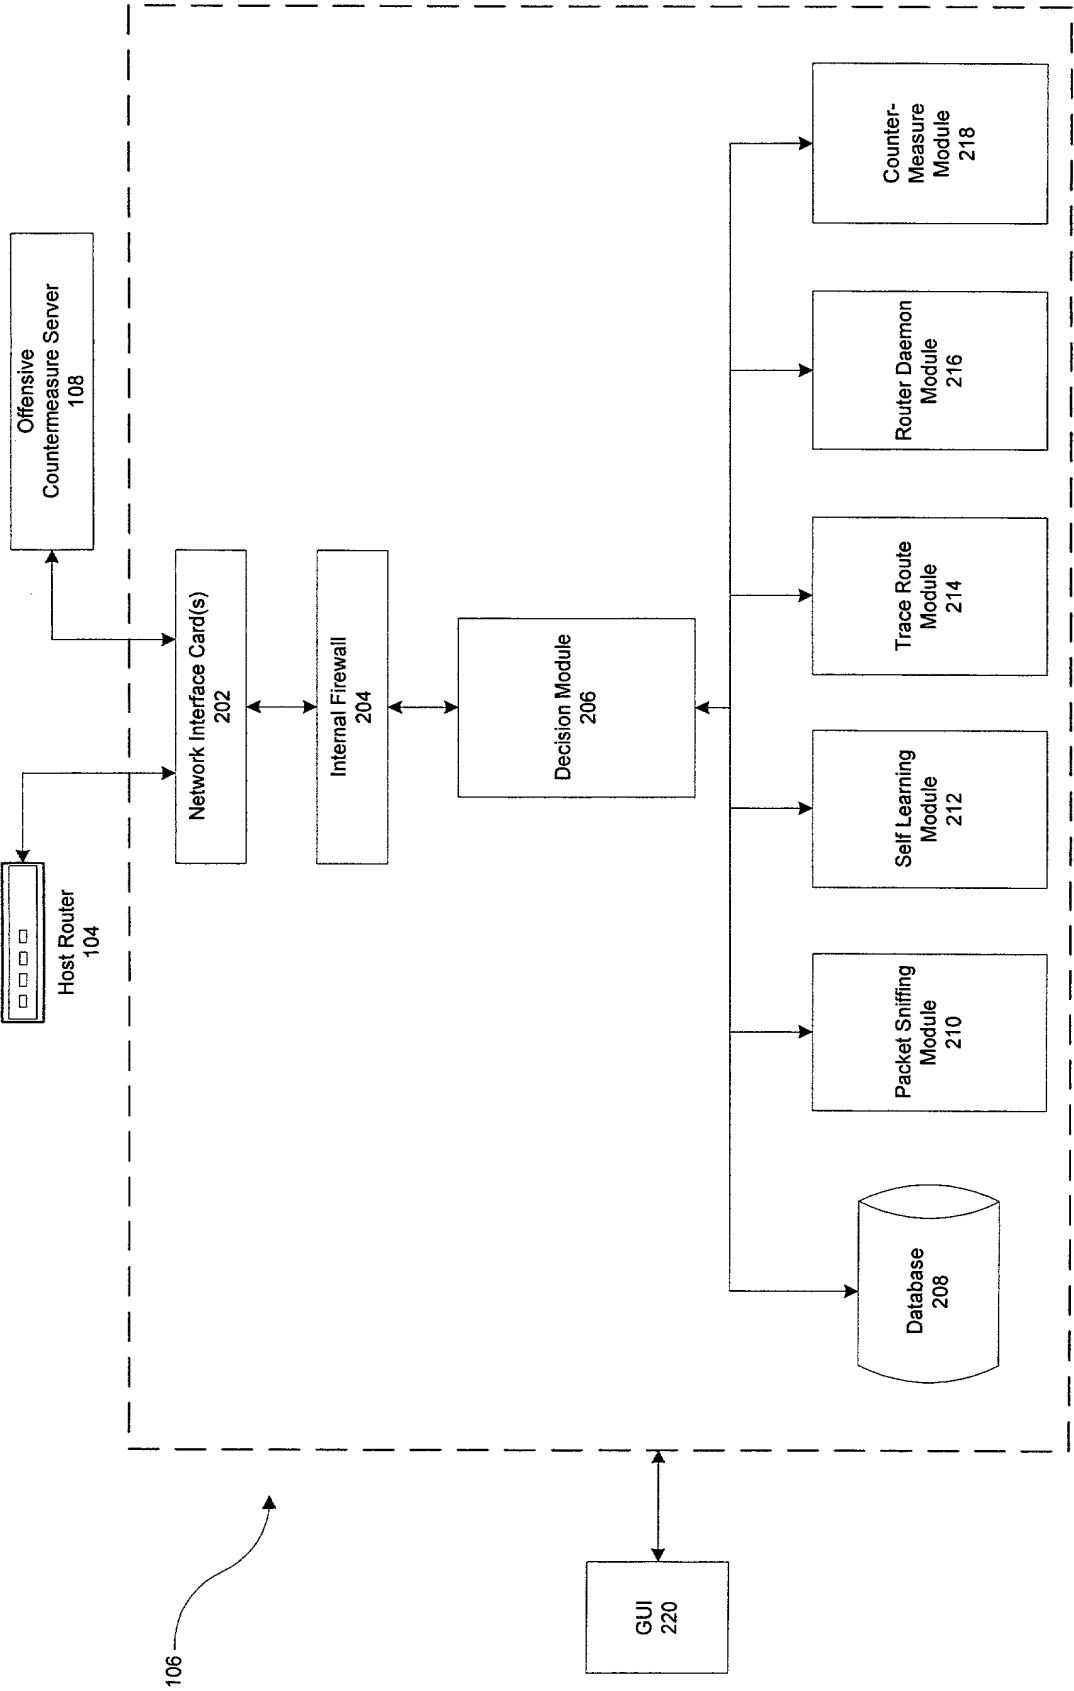 Host Router
104
Offensive
Countermeasure Server
108
Network Interface Card(s)
202
Internal Firewall
204
Decision Module
206
Database
208
Packet Sniffing
Module
210
Self Learning
Module
212
Trace Route
Module
214
Router Daemon
Module
216
Counter-
Measure
Module
218
GUI
220
106